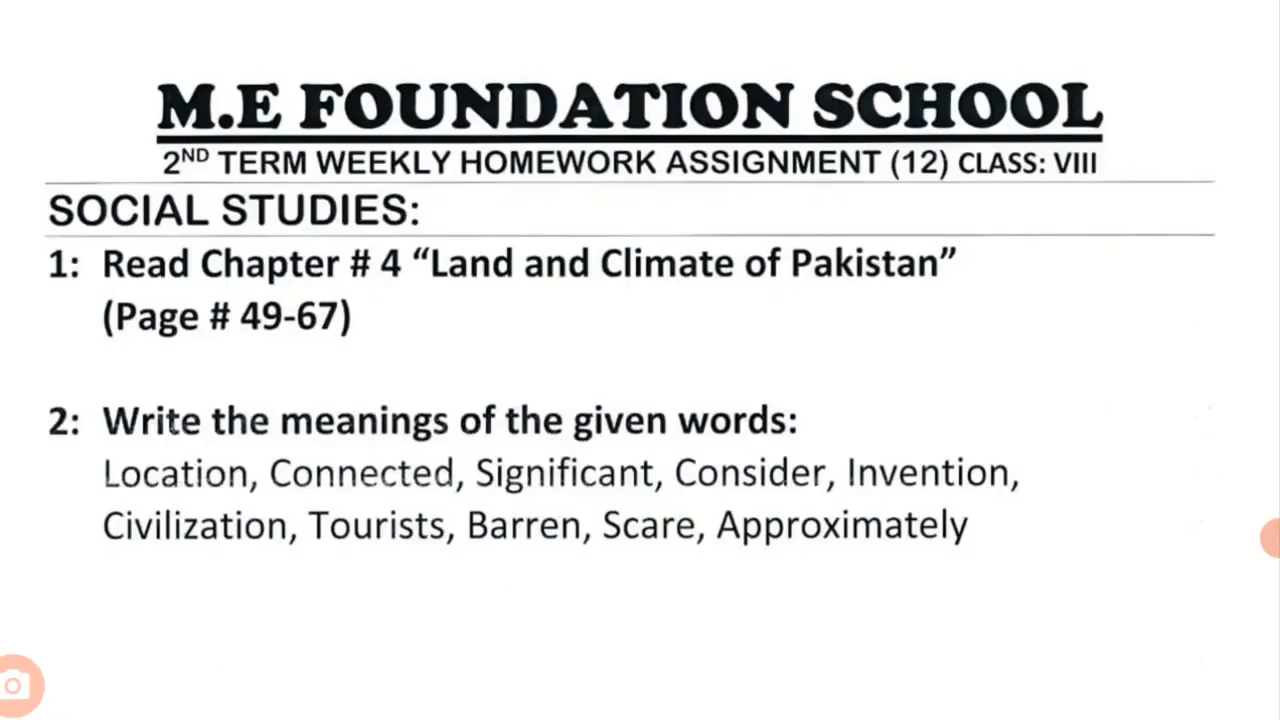 M.E FOUNDATION SCHOOL
2ND TERM WEEKLY HOMEWORK ASSIGNMENT (12) CLASS: VIII
SOCIAL STUDIES:
1: Read Chapter # 4 “Land and Climate of Pakistan”
(Page # 49-67)
2: Write the meanings of the given words:
Location, Connected, Significant, Consider, Invention,
Civilization, Tourists, Barren, Scare, Approximately